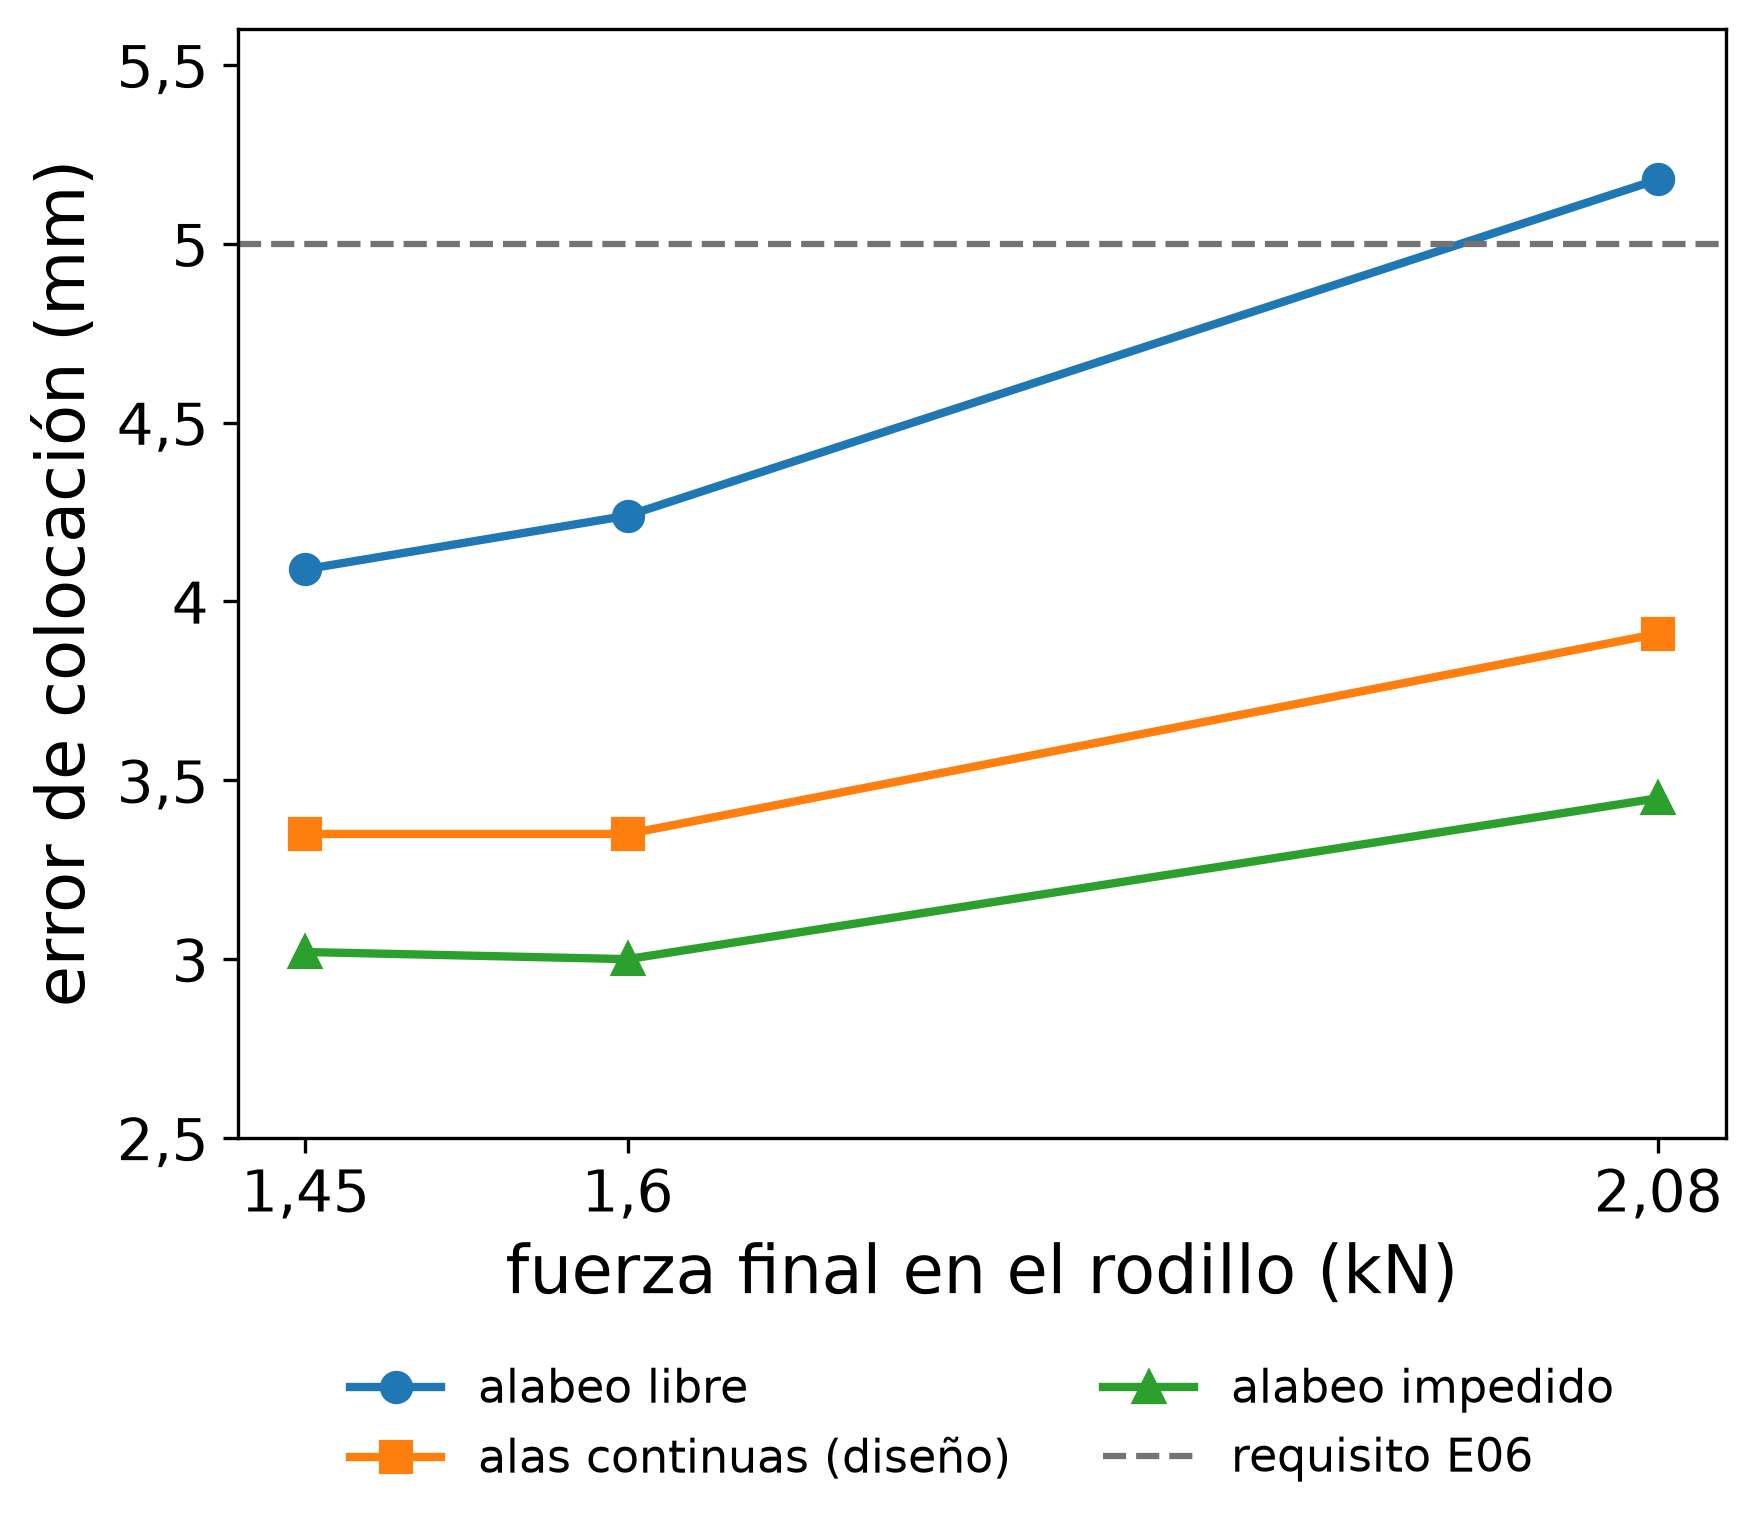 error de colocación (mm)
5,5
5
4,5
4
3,5
3
2,5
1,45
1,6
2,08
fuerza final en el rodillo (kN)
alabeo libre
alas continuas (diseño)
alabeo impedido
requisito E06